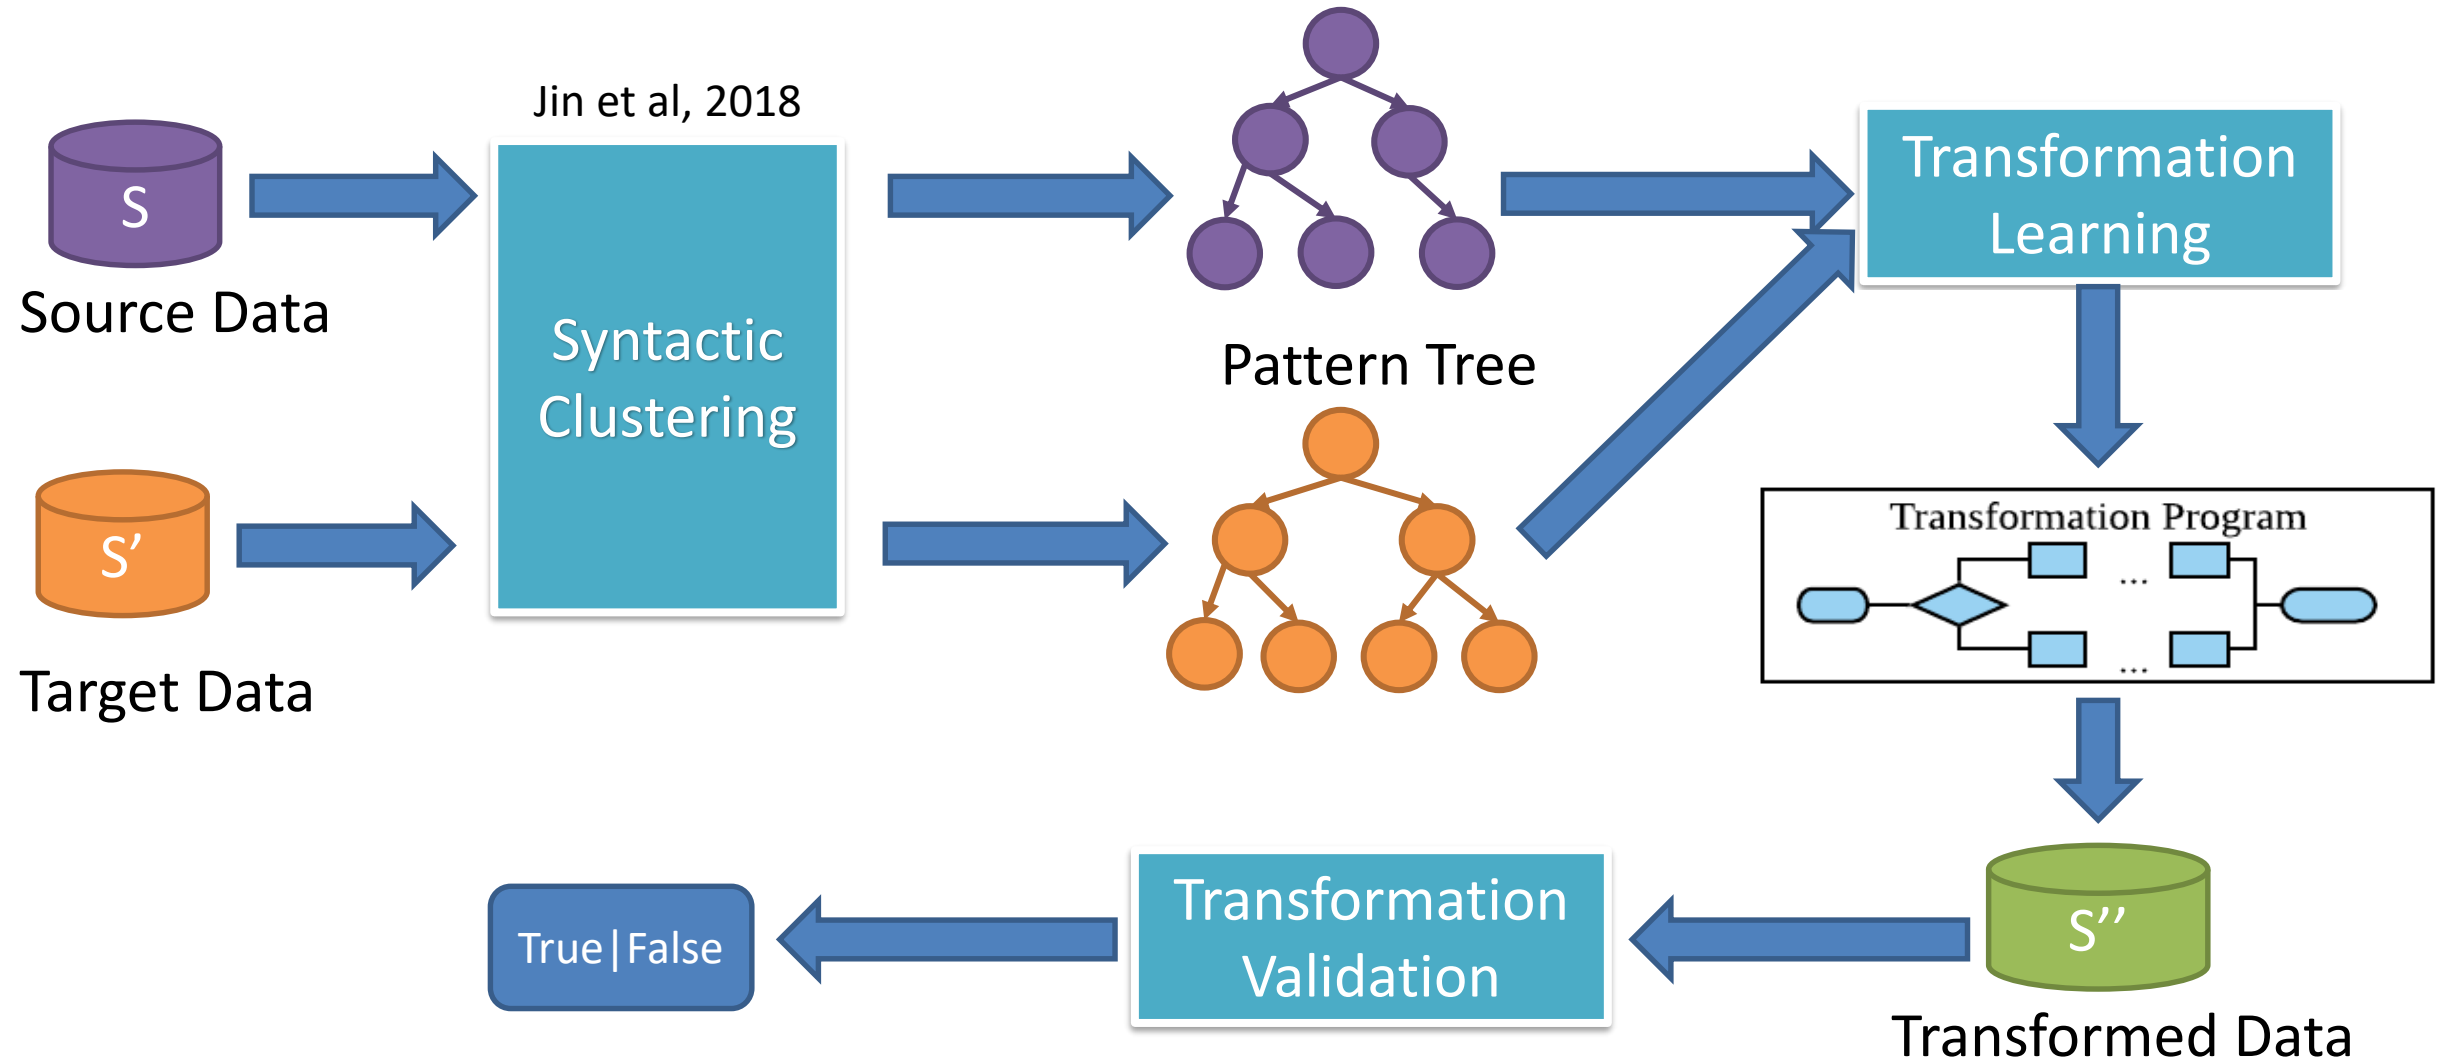 Jin et al, 2018
S
Source Data
Syntactic
Clustering
S’
Target Data
Pattern Tree
Transformation
Learning
Transformation Program
...
...
S’’
Transformed Data
Transformation
Validation
True|False